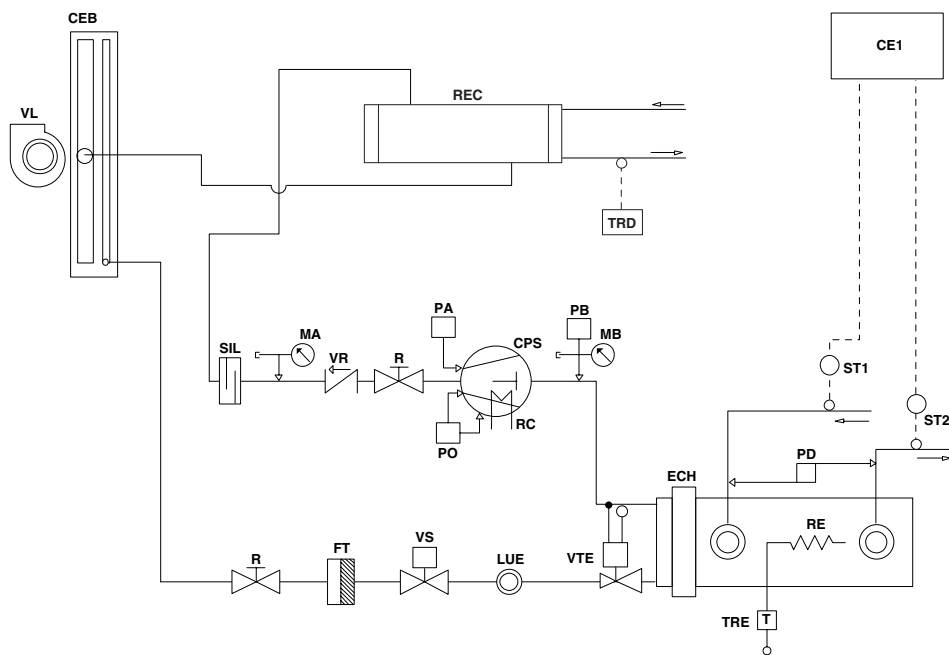 CEB
CE1
VL
REC
TRD
PA
PB
MA
MB
SIL
VR
R
CPS
ST1
RC
PO
ST2
PD
ECH
RE
R
FT
VS
LUE
VTE
TRE
T